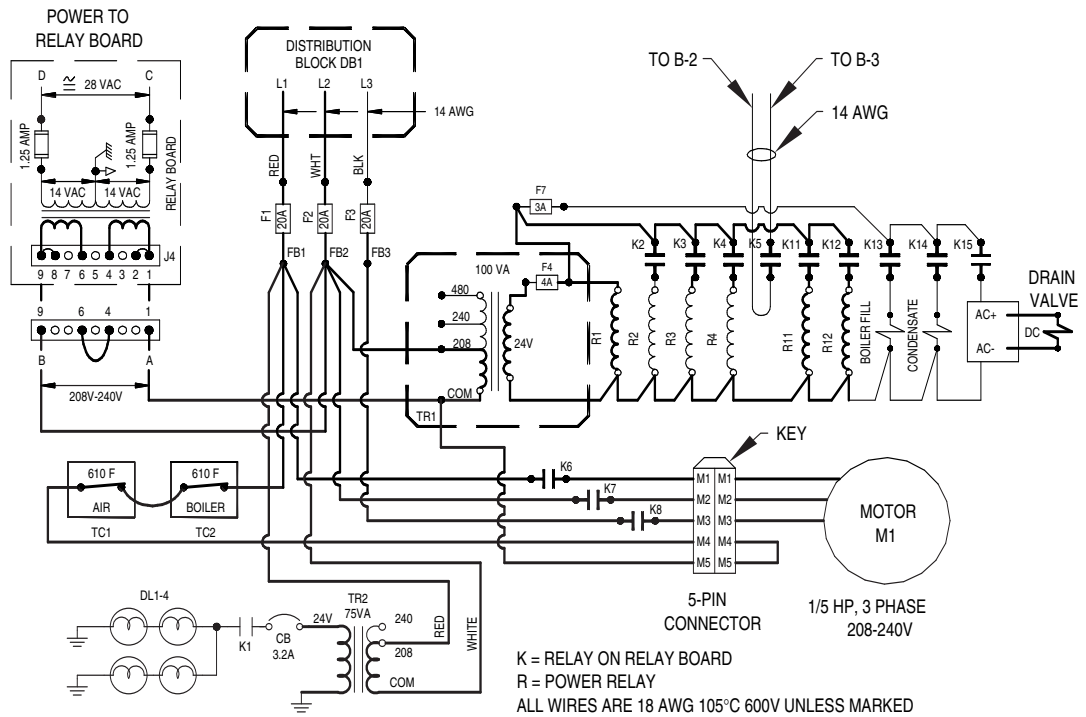 POWER TO
RELAY BOARD
D
≅ 28 VAC
C
1.25 AMP
1.25 AMP
RELAY BOARD
14 VAC
14 VAC
J4
9 8 7 6 5 4 3 2 1
9 6 4 1
B
A
208V-240V
DISTRIBUTION
BLOCK DB1
L1 L2 L3
14 AWG
RED
WHT
BLK
F1
20A
F2
20A
F3
20A
FB1
FB2
FB3
100 VA
480
240
208
COM
TR1
24V
F4
4A
F7
3A
TO B-2
TO B-3
14 AWG
K2
K3
K4
K5
K11
K12
K13
K14
K15
R1
R2
R3
R4
R11
R12
BOILER FILL
CONDENSATE
AC+
AC-
DC
DRAIN
VALVE
610 F
AIR
TC1
610 F
BOILER
TC2
K6
K7
K8
KEY
M1 M1
M2 M2
M3 M3
M4 M4
M5 M5
5-PIN
CONNECTOR
MOTOR
M1
1/5 HP, 3 PHASE
208-240V
DL1-4
K1
CB
3.2A
24V
TR2
75VA
240
208
COM
RED
WHITE
K = RELAY ON RELAY BOARD
R = POWER RELAY
ALL WIRES ARE 18 AWG 105°C 600V UNLESS MARKED